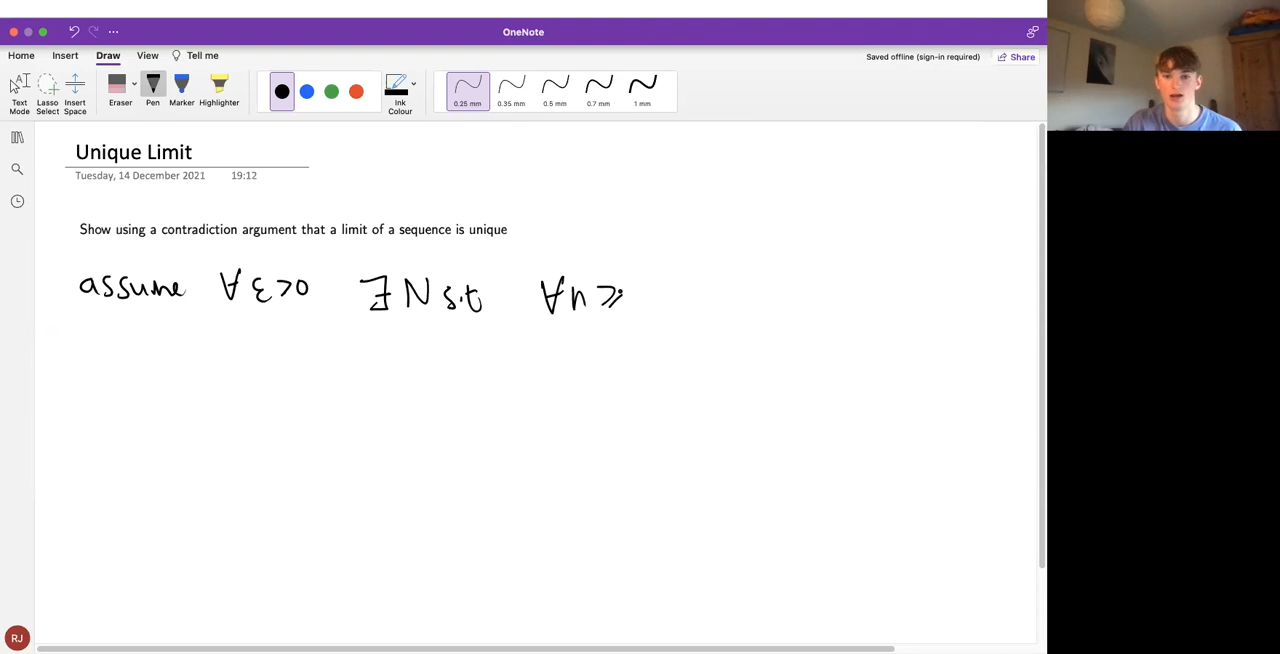 OneNote
Home Insert Draw View Tell me
Saved offline (sign-in required) Share
Text Mode Lasso Select Insert Space Eraser Pen Marker Highlighter Ink Colour 0.25 mm 0.35 mm 0.5 mm 0.7 mm 1 mm
Unique Limit
Tuesday, 14 December 2021 19:12
Show using a contradiction argument that a limit of a sequence is unique
assume ∀ ε>0 ∃ N s.t ∀n ⩾
RJ